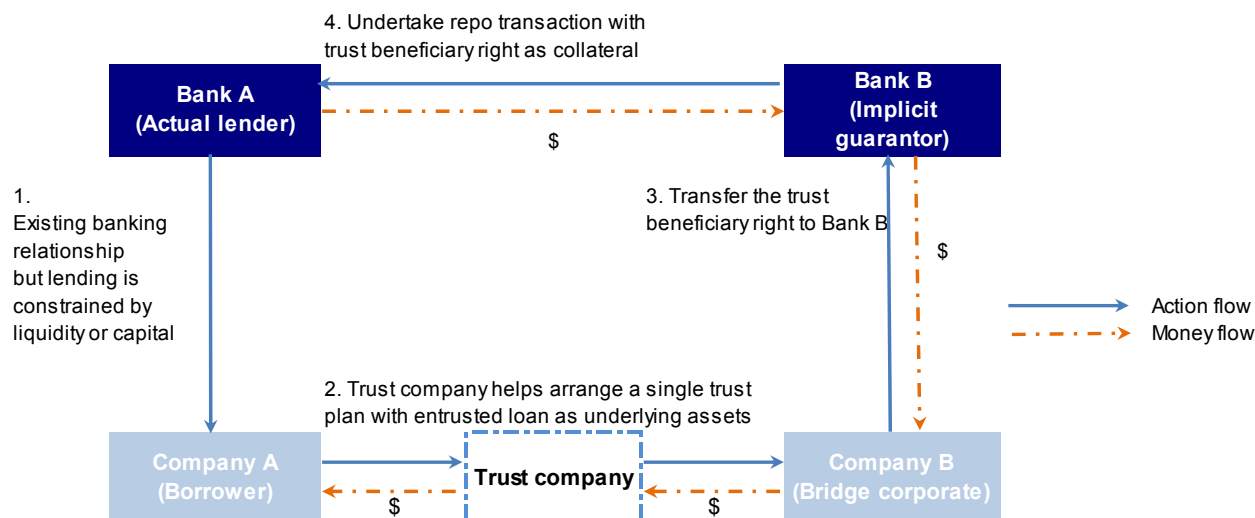 4. Undertake repo transaction with
trust beneficiary right as collateral
Bank A
(Actual lender)
Bank B
(Implicit
guarantor)
$
1.
Existing banking
relationship
but lending is
constrained by
liquidity or capital
3. Transfer the trust
beneficiary right to Bank B
$
Action flow
Money flow
2. Trust company helps arrange a single trust
plan with entrusted loan as underlying assets
Company A
(Borrower)
Trust company
Company B
(Bridge corporate)
$
$